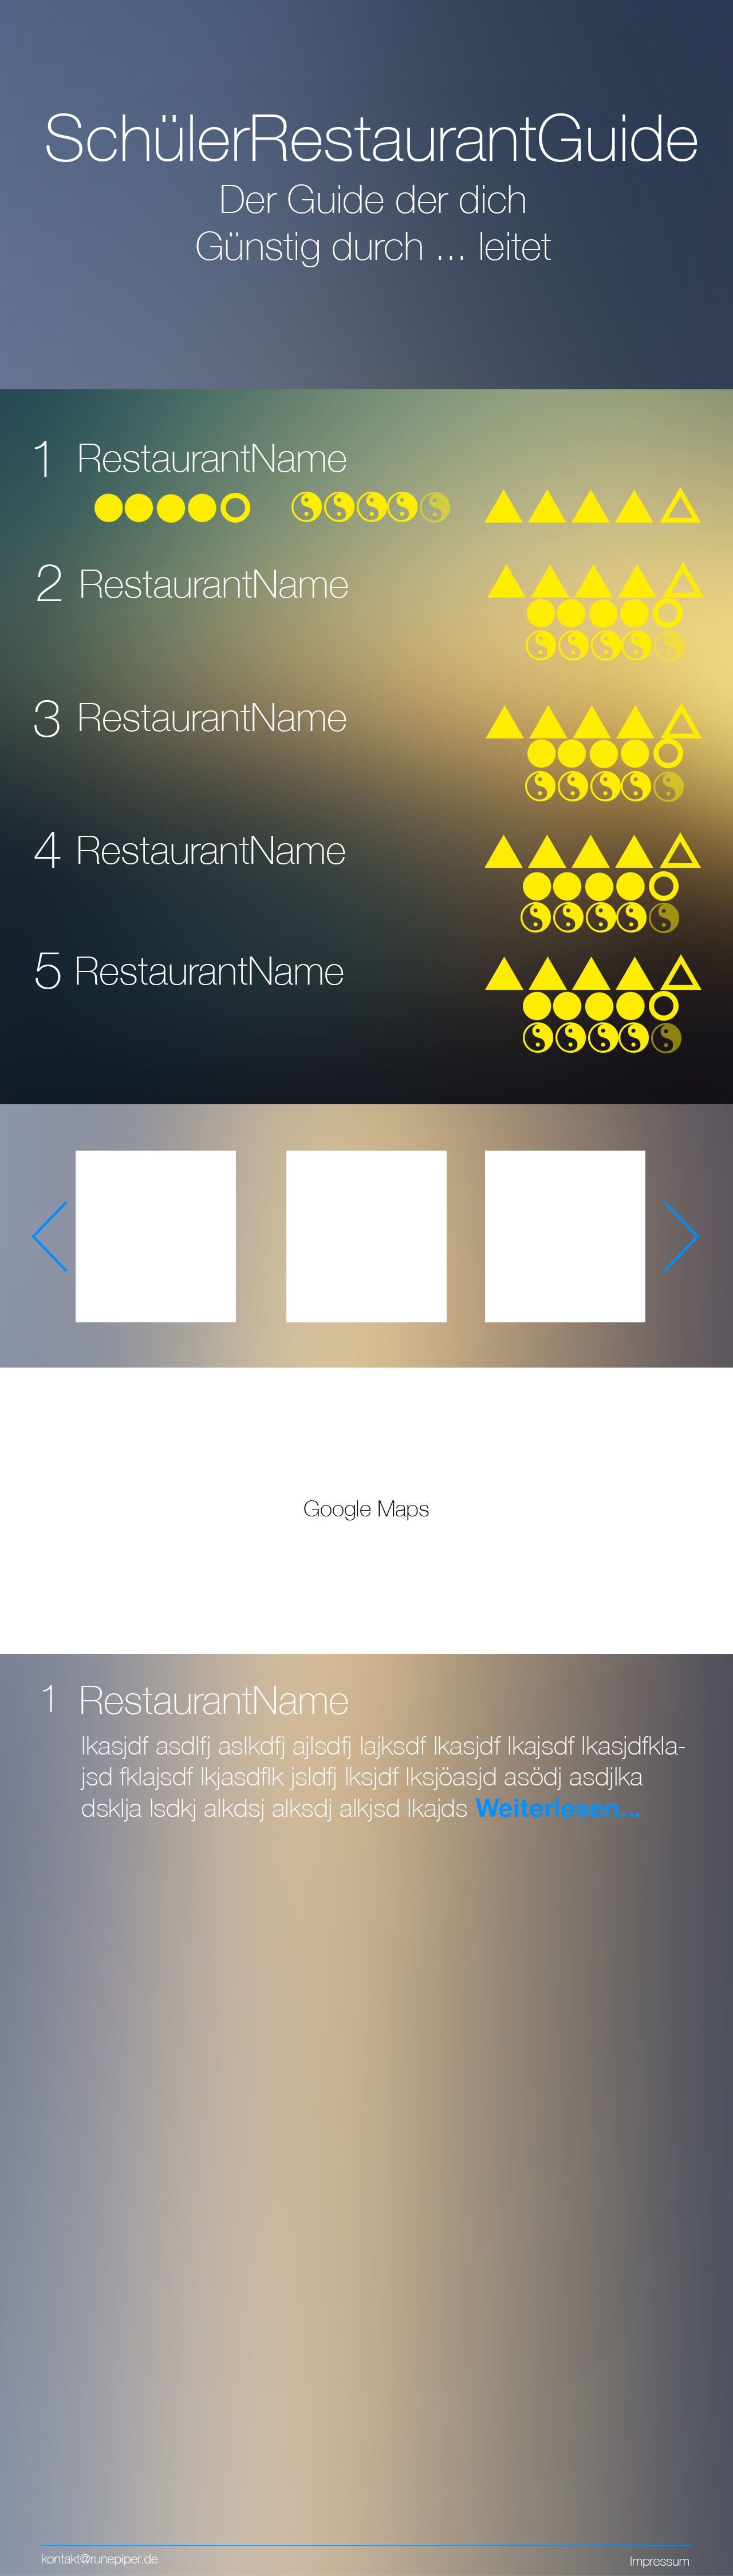 SchülerRestaurantGuide
Der Guide der dich
Günstig durch ... leitet
1 RestaurantName
2 RestaurantName
3 RestaurantName
4 RestaurantName
5 RestaurantName
Google Maps
1 RestaurantName
lkasjdf asdlfj aslkdfj ajlsdfj lajksdf lkasjdf lkajsdf lkasjdfkla-
jsd fklajsdf lkjasdflk jsldfj lksjdf lksjöasjd asödj asdjlka
dsklja lsdkj alkdsj alksdj alkjsd lkajds Weiterlesen...
kontakt@runepiper.de
Impressum